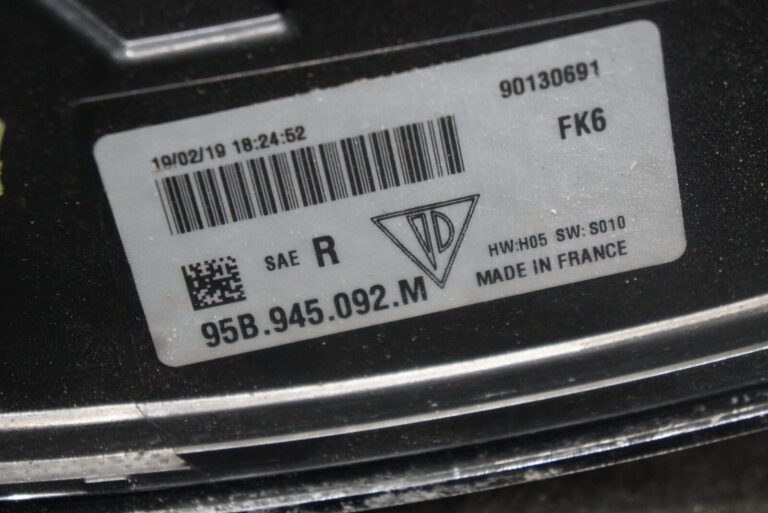 90130691
19/02/19 18:24:52
FK6
SAE R
HW:H05 SW: S010
MADE IN FRANCE
95B.945.092.M